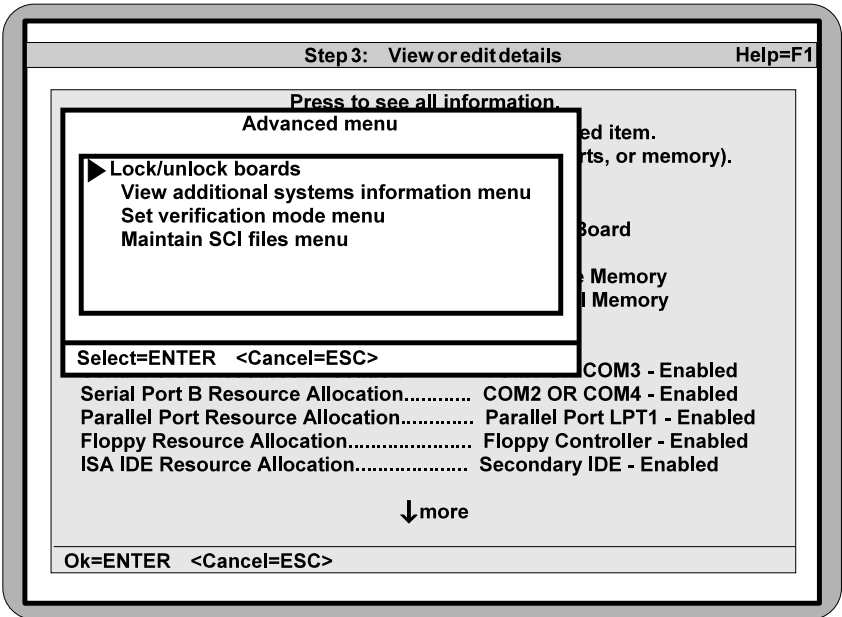 Step 3: View or edit details Help=F1
Press to see all information.
Advanced menu
ed item.
rts, or memory).
Lock/unlock boards
View additional systems information menu
Set verification mode menu
Board
Maintain SCI files menu
Memory
Memory
Select=ENTER <Cancel=ESC>
COM3 - Enabled
Serial Port B Resource Allocation............ COM2 OR COM4 - Enabled
Parallel Port Resource Allocation............. Parallel Port LPT1 - Enabled
Floppy Resource Allocation...................... Floppy Controller - Enabled
ISA IDE Resource Allocation.................... Secondary IDE - Enabled
↓more
Ok=ENTER <Cancel=ESC>